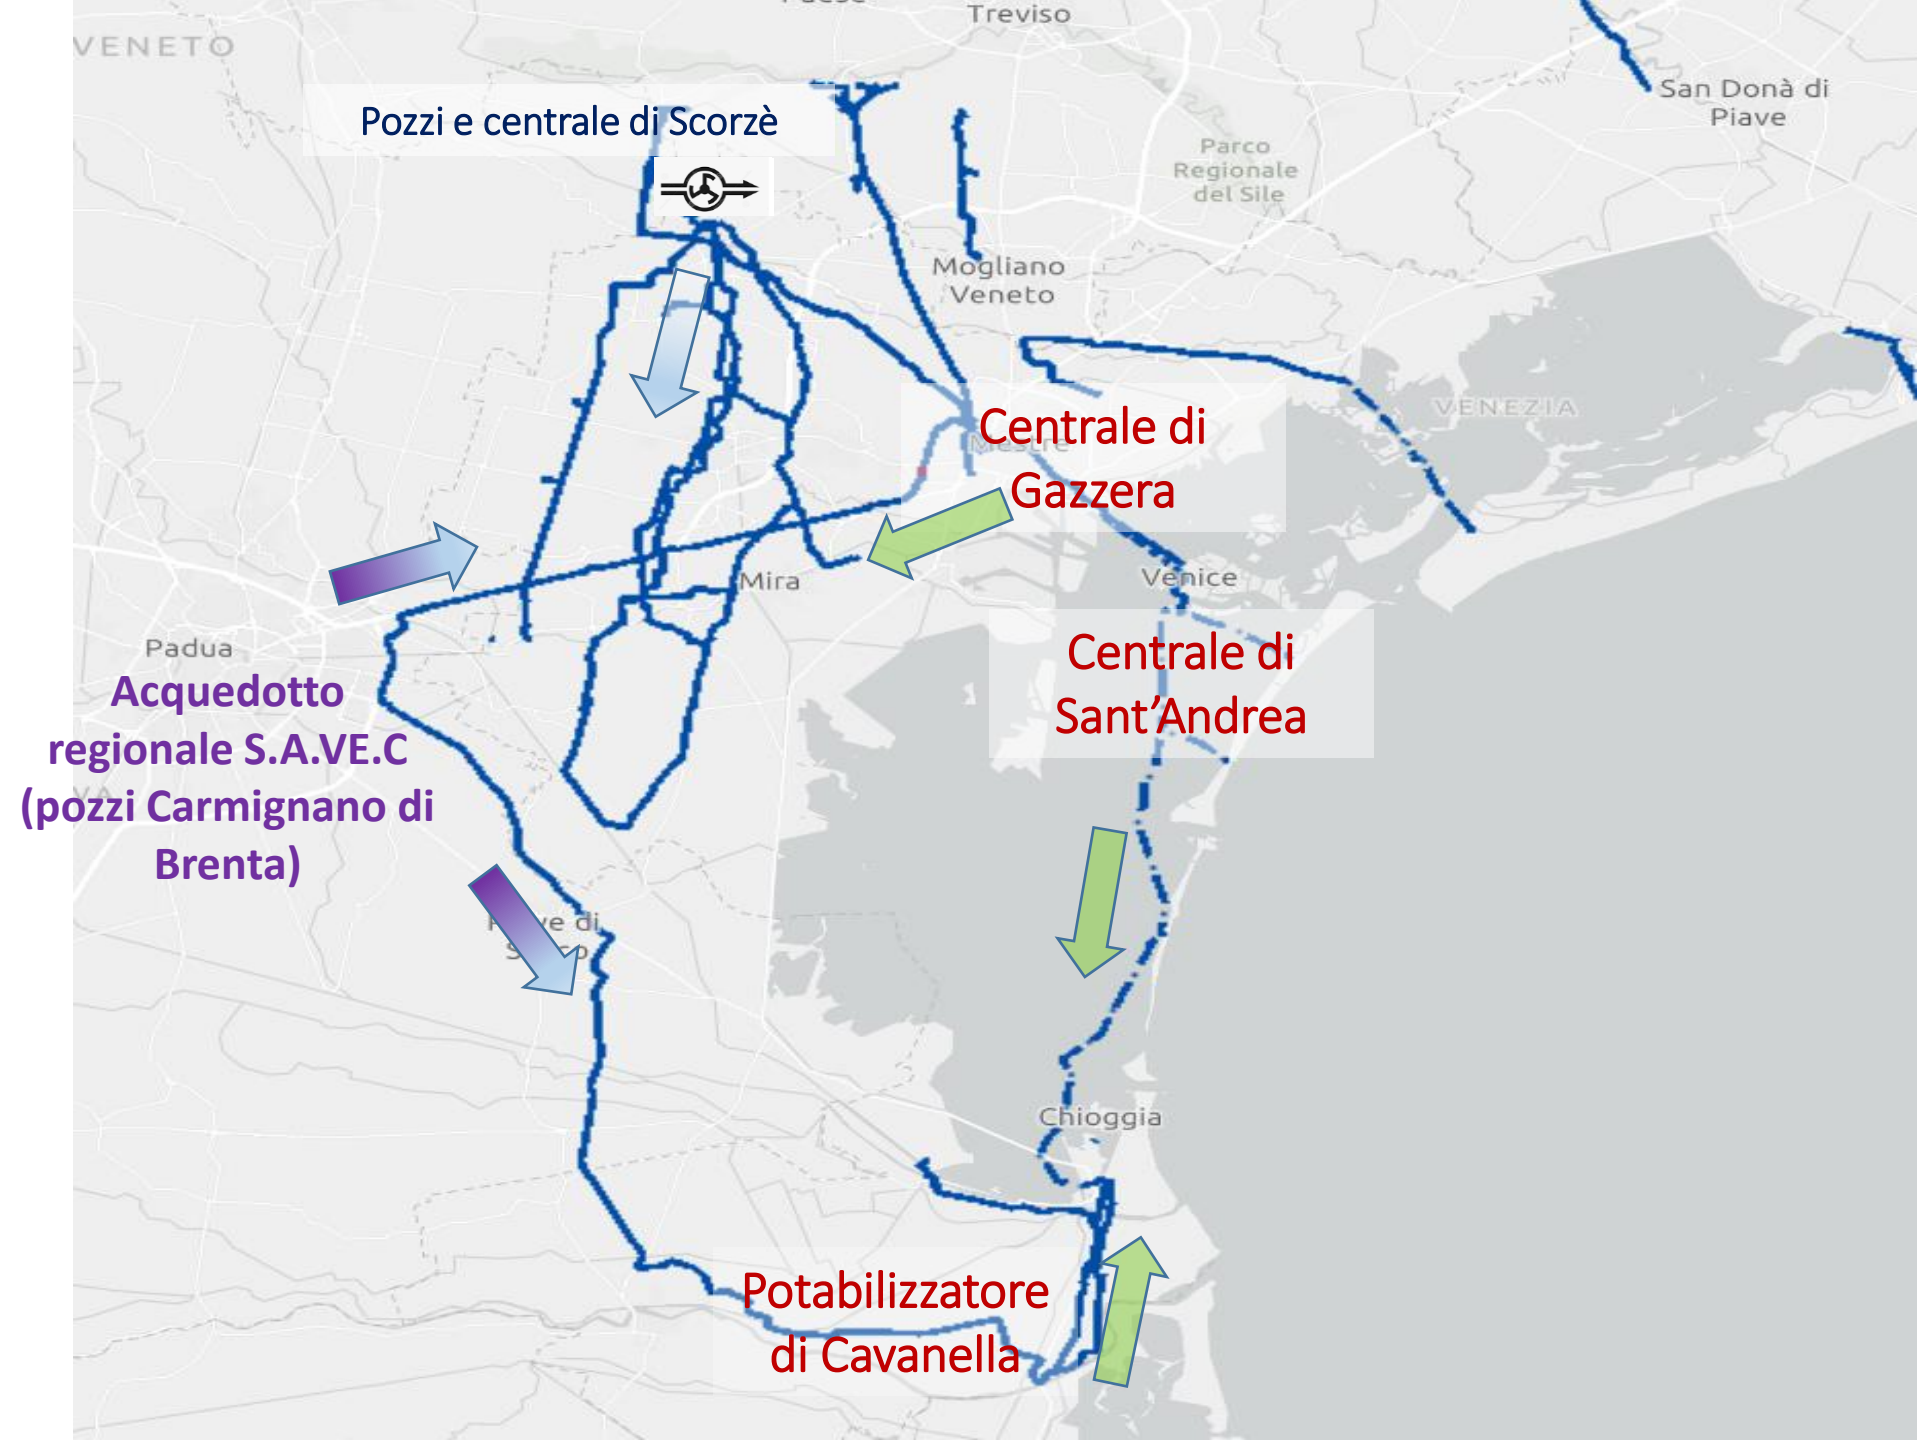 Treviso
VENETO
San Donà di
Piave
Pozzi e centrale di Scorzè
Parco
Regionale
del Sile
Mogliano
Veneto
VENEZIA
Centrale di
Mestre
Gazzera
Venice
Mira
Padua
Centrale di
Sant’Andrea
Acquedotto
regionale S.A.VE.C
(pozzi Carmignano di
Brenta)
di
Chioggia
Potabilizzatore
di Cavanella